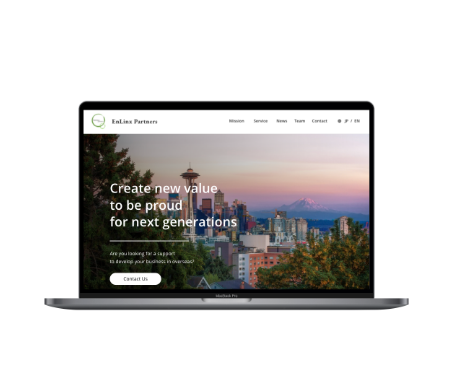 EnLinx Partners
Mission Service News Team Contact JP / EN
Create new value
to be proud
for next generations
Are you looking for a support
to develop your business in overseas?
Contact Us
MacBook Pro